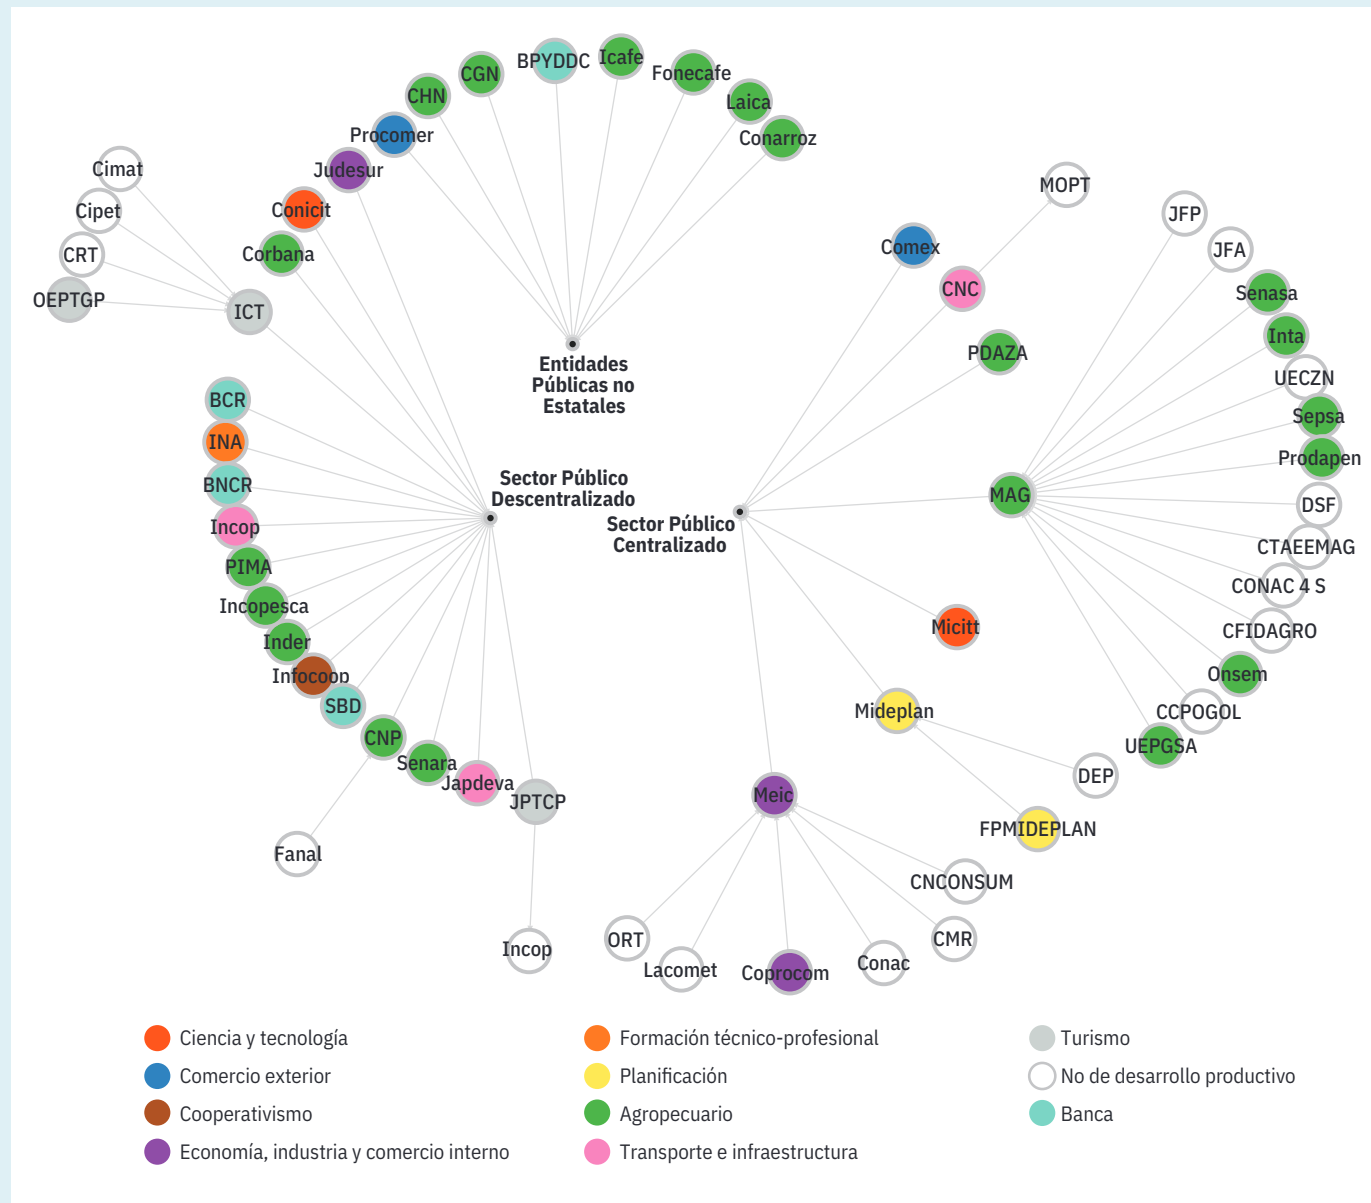 BPYDDC
Icafe
CGN
Fonecafe
CHN
Laica
Procomer
Conarroz
Cimat
Judesur
MOPT
Cipet
Conicit
JFP
CRT
Corbana
Comex
JFA
OEPTGP
ICT
CNC
Senasa
Inta
PDAZA
Entidades
Públicas no
Estatales
UECZN
BCR
Sepsa
INA
Prodapen
BNCR
Sector Público
Descentralizado
MAG
DSF
Incop
Sector Público
Centralizado
CTAEEMAG
PIMA
CONAC 4 S
Incopesca
Micitt
CFIDAGRO
Inder
Infocoop
Onsem
SBD
Mideplan
CCPOGOL
CNP
UEPGSA
Senara
DEP
Japdeva
JPTCP
Meic
FPMIDEPLAN
Fanal
CNCONSUM
Incop
ORT
CMR
Lacomet
Coprocom
Conac
Ciencia y tecnología
Comercio exterior
Cooperativismo
Economía, industria y comercio interno
Formación técnico-profesional
Planificación
Agropecuario
Transporte e infraestructura
Turismo
No de desarrollo productivo
Banca